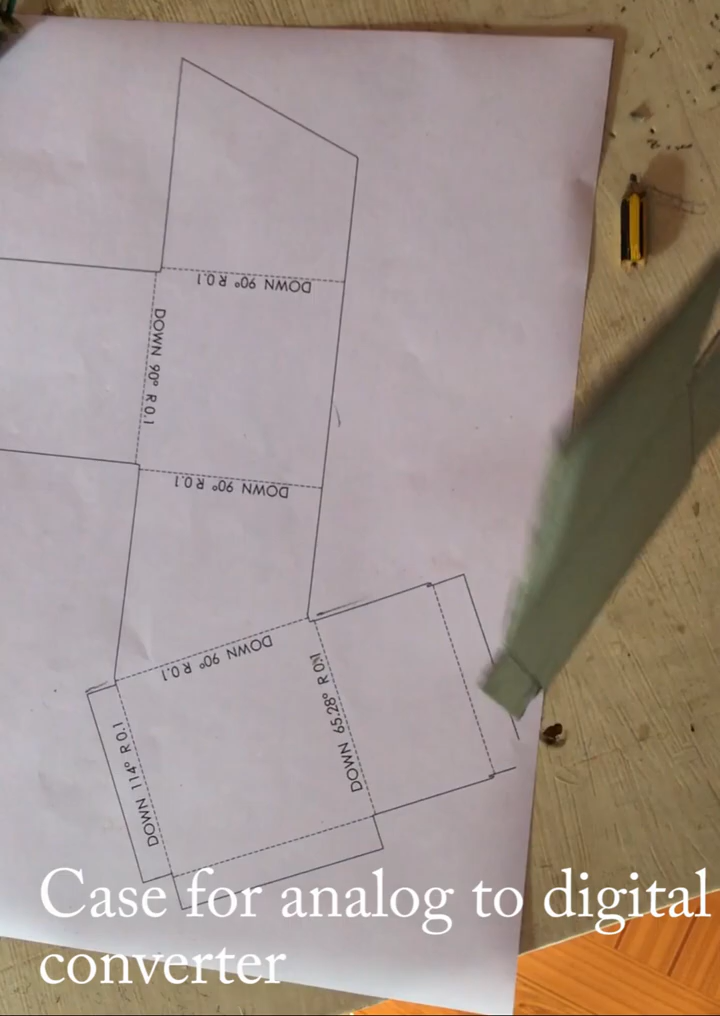 DOWN 90° R 0.1
DOWN 90° R 0.1
DOWN 90° R 0.1
DOWN 90° R 0.1
DOWN 65.28° R 0.1
DOWN 114° R 0.1
Case for analog to digital
converter